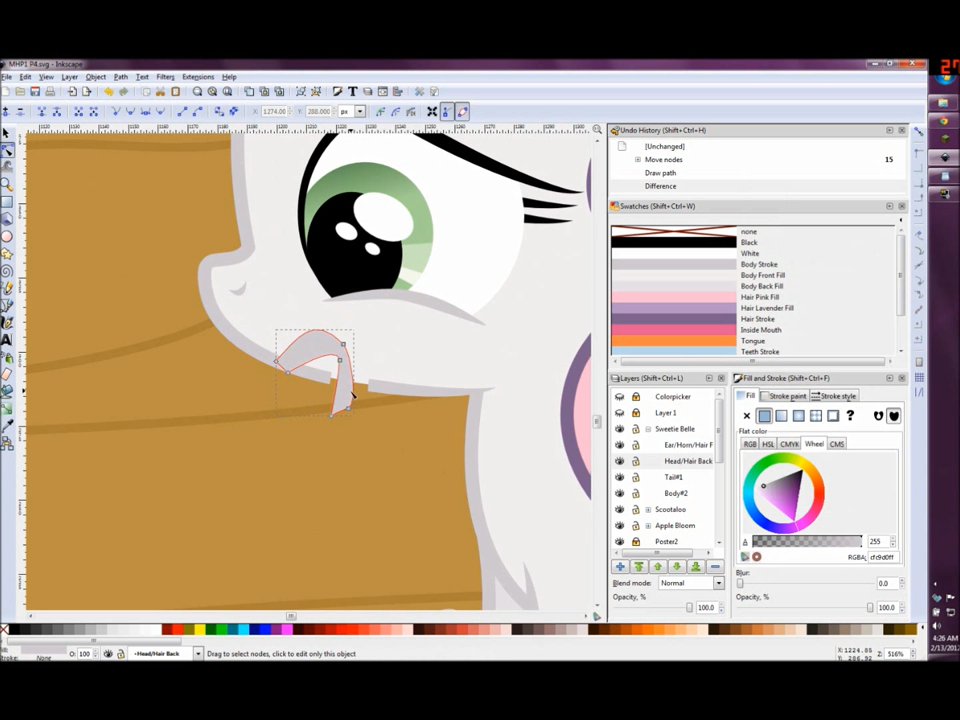 MHP1 P4.svg - Inkscape
File Edit View Layer Object Path Text Filters Extensions Help
X: 1274.00 Y: 288.000 px
Undo History (Shift+Ctrl+H)
[Unchanged]
Move nodes 15
Draw path
Difference
Swatches (Shift+Ctrl+W)
none
Black
White
Body Stroke
Body Front Fill
Body Back Fill
Hair Pink Fill
Hair Lavender Fill
Hair Stroke
Inside Mouth
Tongue
Teeth Stroke
Layers (Shift+L)
Colorpicker
Layer 1
Sweetie Belle
Ear/Horn/Hair F
Head/Hair Back
Tail#1
Body#2
Scootaloo
Apple Bloom
Poster2
Blend mode: Normal
Opacity, % 100.0
Fill and Stroke (Shift+Ctrl+F)
Fill Stroke paint Stroke style
Flat color
RGB HSL CMYK Wheel CMS
A 255
RGBA: cfc9d0ff
Blur:
0.0
Opacity, %
100.0
Stroke: None O: 100 •Head/Hair Back Drag to select nodes, click to edit only this object X: 1224.85 Y: 286.92 Z: 516%
4:26 AM